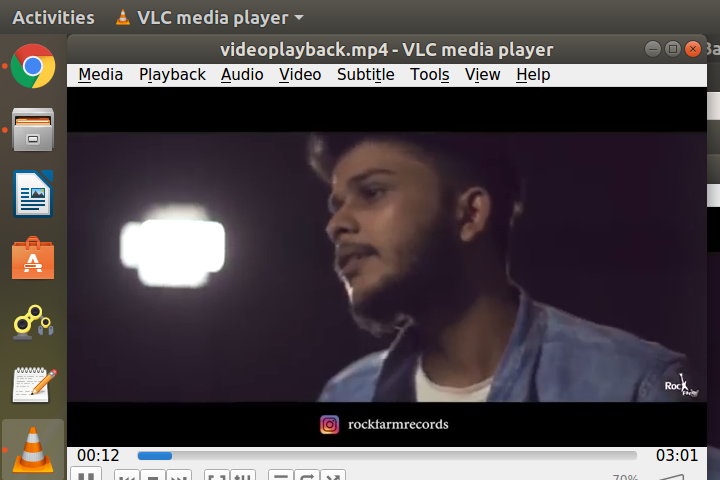 Activities VLC media player
videoplayback.mp4 - VLC media player
Media Playback Audio Video Subtitle Tools View Help
Rock
rockfarmrecords
00:12 03:01
70%